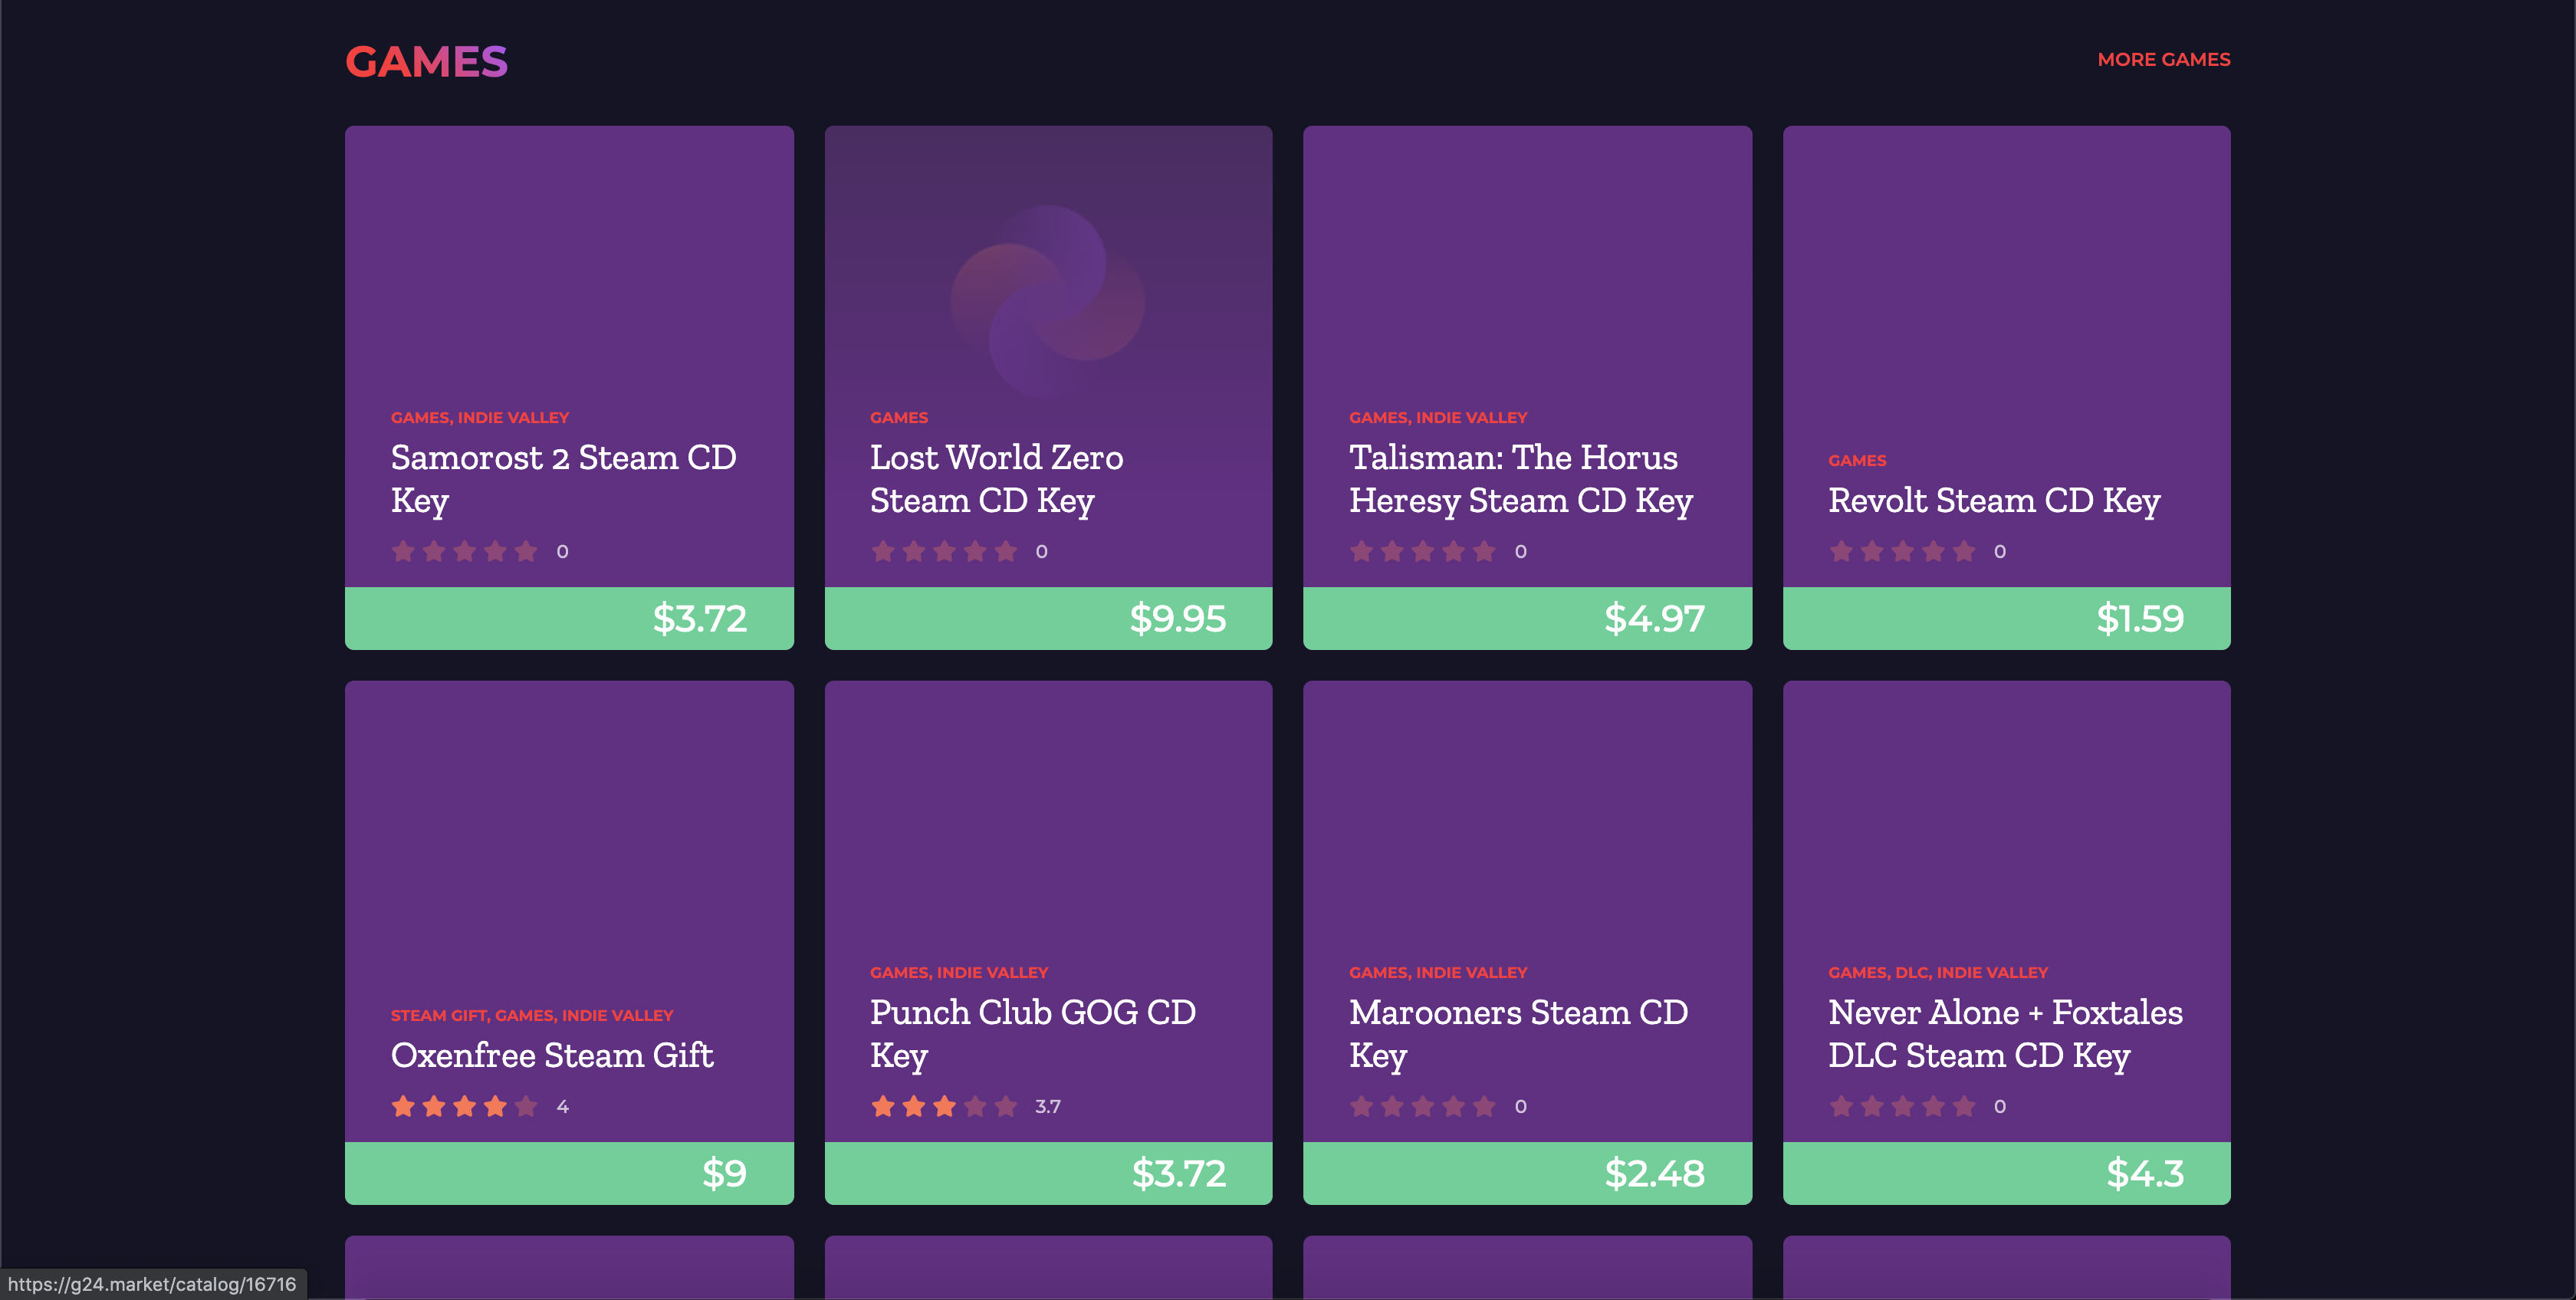 GAMES
MORE GAMES
GAMES, INDIE VALLEY
Samorost 2 Steam CD
Key
0
$3.72
GAMES
Lost World Zero
Steam CD Key
0
$9.95
GAMES, INDIE VALLEY
Talisman: The Horus
Heresy Steam CD Key
0
$4.97
GAMES
Revolt Steam CD Key
0
$1.59
STEAM GIFT, GAMES, INDIE VALLEY
Oxenfree Steam Gift
4
$9
GAMES, INDIE VALLEY
Punch Club GOG CD
Key
3.7
$3.72
GAMES, INDIE VALLEY
Marooners Steam CD
Key
0
$2.48
GAMES, DLC, INDIE VALLEY
Never Alone + Foxtales
DLC Steam CD Key
0
$4.3
https://g24.market/catalog/16716